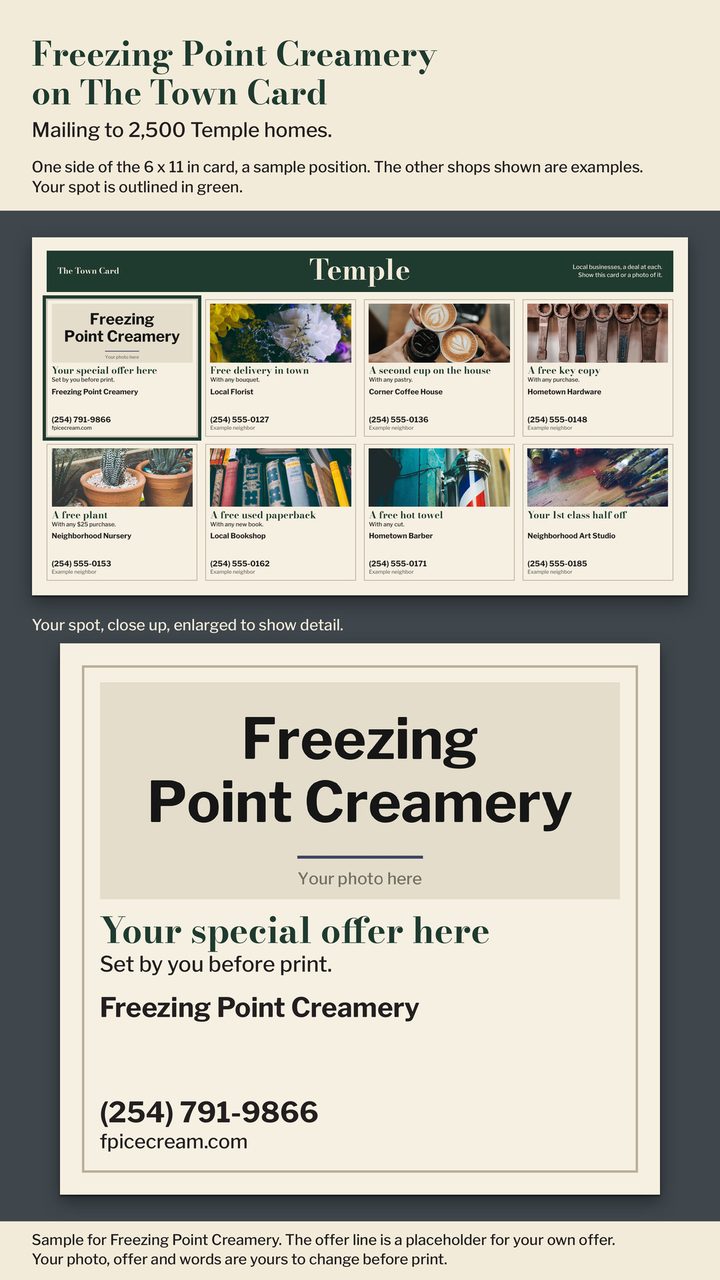 Freezing Point Creamery
on The Town Card
Mailing to 2,500 Temple homes.
One side of the 6 x 11 in card, a sample position. The other shops shown are examples.
Your spot is outlined in green.
The Town Card
Temple
Local businesses, a deal at each.
Show this card or a photo of it.
Freezing
Point Creamery
Your photo here
Your special offer here
Set by you before print.
Freezing Point Creamery
(254) 791-9866
fpicecream.com
Free delivery in town
With any bouquet.
Local Florist
(254) 555-0127
Example neighbor
A second cup on the house
With any pastry.
Corner Coffee House
(254) 555-0136
Example neighbor
A free key copy
With any purchase.
Hometown Hardware
(254) 555-0148
Example neighbor
A free plant
With any $25 purchase.
Neighborhood Nursery
(254) 555-0153
Example neighbor
A free used paperback
With any new book.
Local Bookshop
(254) 555-0162
Example neighbor
A free hot towel
With any cut.
Hometown Barber
(254) 555-0171
Example neighbor
Your 1st class half off
Neighborhood Art Studio
(254) 555-0185
Example neighbor
Your spot, close up, enlarged to show detail.
Freezing
Point Creamery
Your photo here
Your special offer here
Set by you before print.
Freezing Point Creamery
(254) 791-9866
fpicecream.com
Sample for Freezing Point Creamery. The offer line is a placeholder for your own offer.
Your photo, offer and words are yours to change before print.